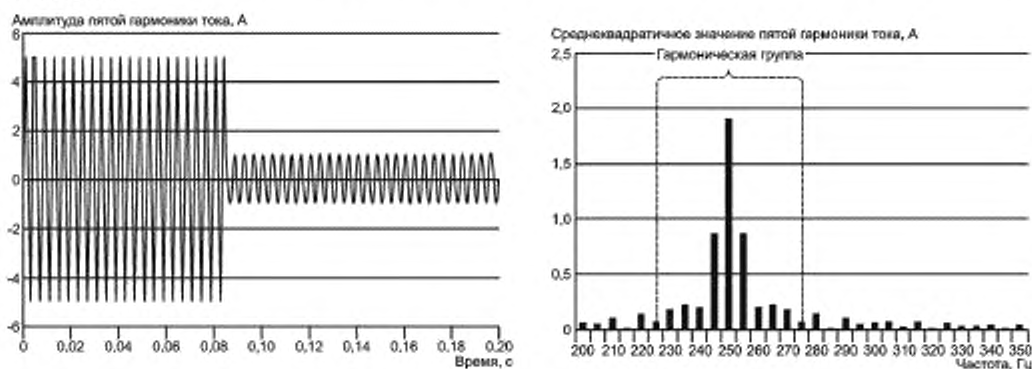 Амплитуда пятой гармоники тока, А
6
4
2
0
-2
-4
-6
0 0,02 0,04 0,06 0,08 0,10 0,12 0,14 0,16 0,18 0,20
Время, с
Среднеквадратичное значение пятой гармоники тока, А
Гармоническая группа
2,5
2,0
1,5
1,0
0,5
0
200 210 220 230 240 250 260 270 280 290 300 310 320 330 340 350
Частота, Гц